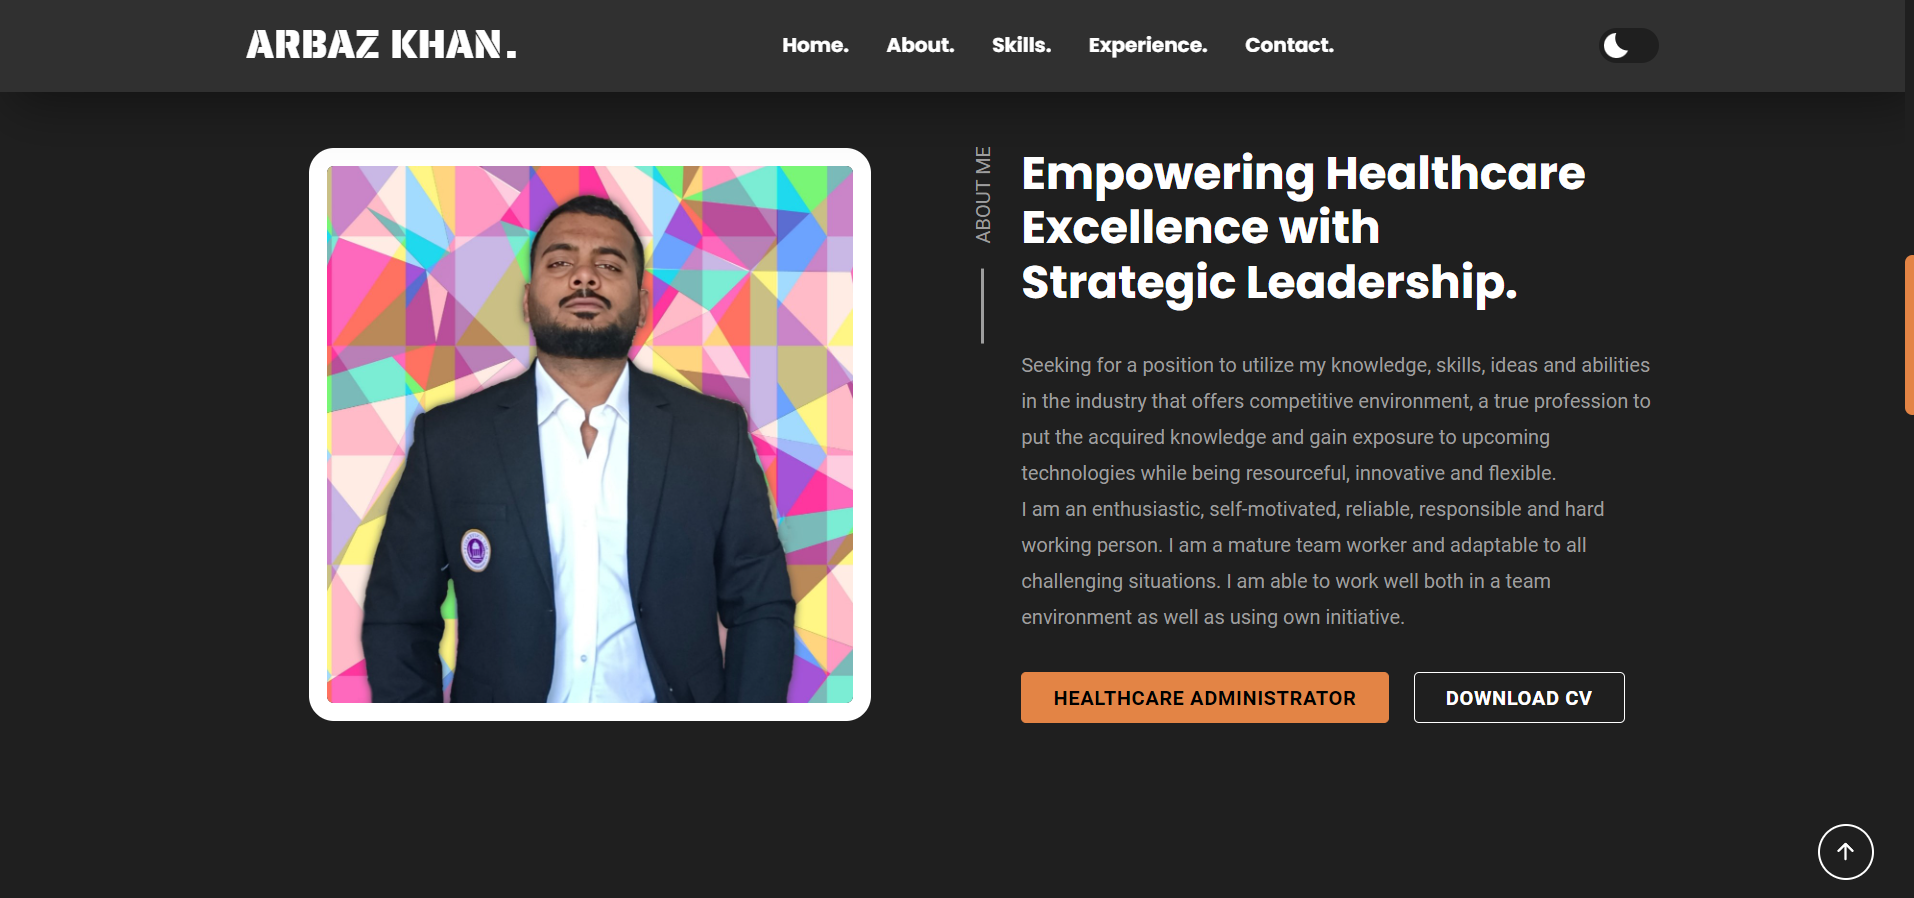 ARBAZ KHAN.
Home. About. Skills. Experience. Contact.
ABOUT ME
Empowering Healthcare
Excellence with
Strategic Leadership.
Seeking for a position to utilize my knowledge, skills, ideas and abilities
in the industry that offers competitive environment, a true profession to
put the acquired knowledge and gain exposure to upcoming
technologies while being resourceful, innovative and flexible.
I am an enthusiastic, self-motivated, reliable, responsible and hard
working person. I am a mature team worker and adaptable to all
challenging situations. I am able to work well both in a team
environment as well as using own initiative.
HEALTHCARE ADMINISTRATOR
DOWNLOAD CV